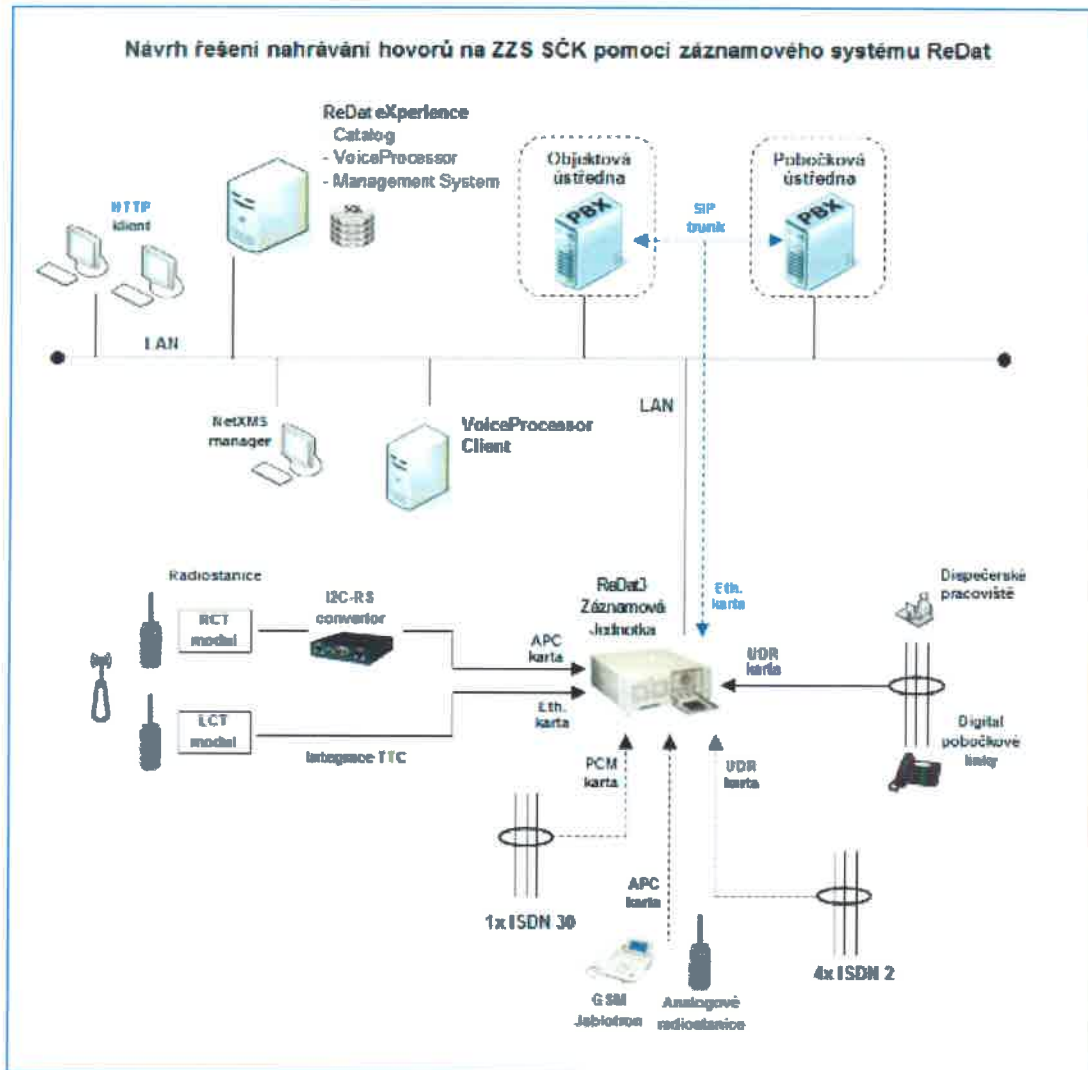 Návrh řešení nahrávání hovorů na ZZS SČK pomocí záznamového systému ReDat
ReDat eXperience
Catalog
- VoiceProcessor
- Management System
SQL
HTTP
klient
Objektová
ústředna
PBX
SIP
trunk
Pobočková
ústředna
PBX
LAN
LAN
NetXMS
manager
VoiceProcessor
Client
Radiostanice
RCT
modul
I2C-RS
convertor
APC
karta
LCT
modul
Integrace TTC
Eth.
karta
ReDat3
Záznamová
Jednotka
Eth.
karta
UDR
karta
Dispečerské
pracoviště
Digital
pobočkové
linky
PCM
karta
UDR
karta
APC
karta
1x ISDN 30
4x ISDN 2
GSM
Jablotron
Analogové
radiostanice